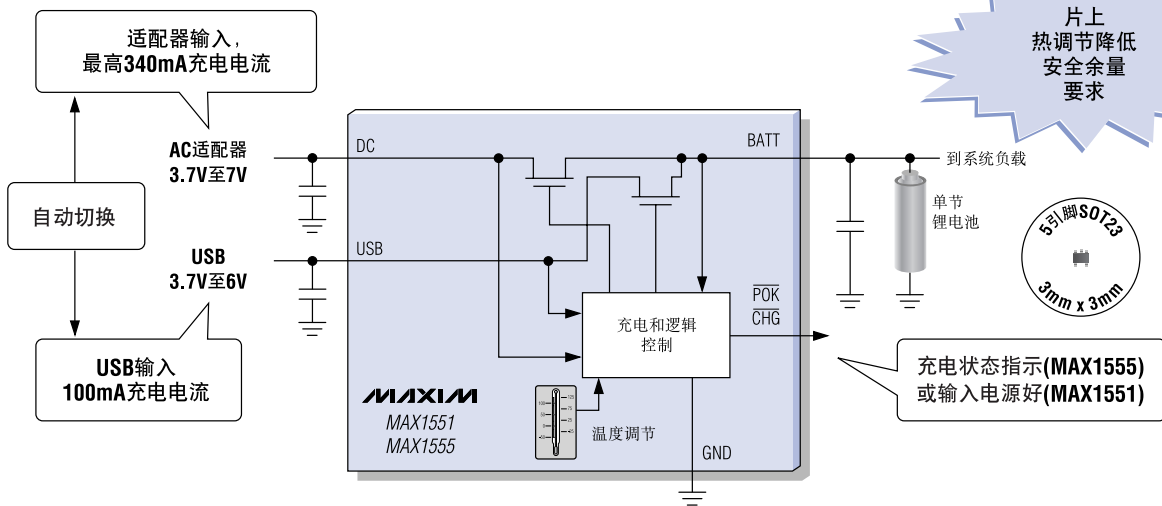 适配器输入,
最高340mA充电电流
片上
热调节降低
安全余量
要求
AC适配器
3.7V至7V
DC
BATT
到系统负载
自动切换
单节
锂电池
5引脚SOT23
3mm x 3mm
USB
3.7V至6V
USB
充电和逻辑
控制
POK
CHG
USB输入
100mA充电电流
充电状态指示(MAX1555)
或输入电源好(MAX1551)
MAXIM
MAX1551
MAX1555
温度调节
GND